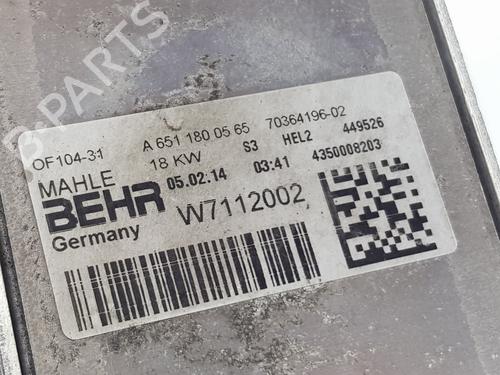 B-PARTS
OF104-31 A 651 180 05 65 70364196-02
18 KW S3 HEL2 449526
MAHLE 05.02.14 03:41 4350008203
BEHR W7112002
Germany